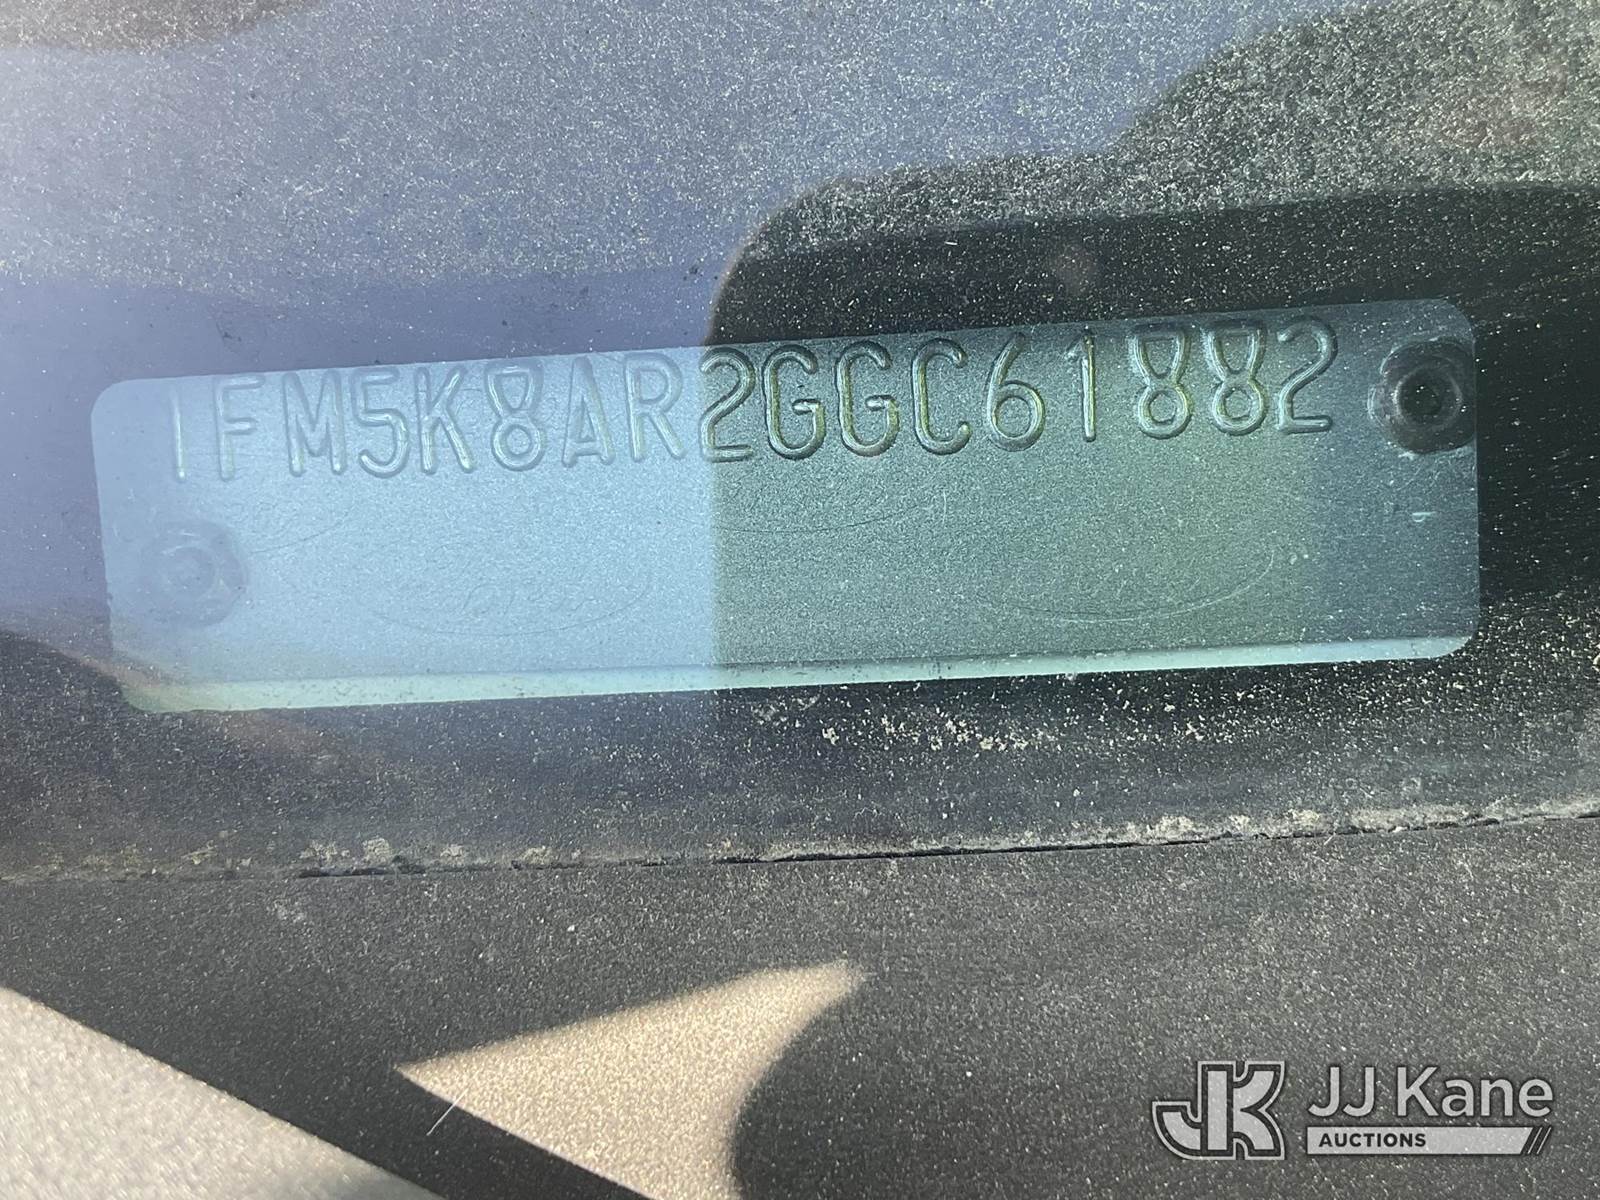 1FM5K8AR2GGC61882
JJ Kane
AUCTIONS